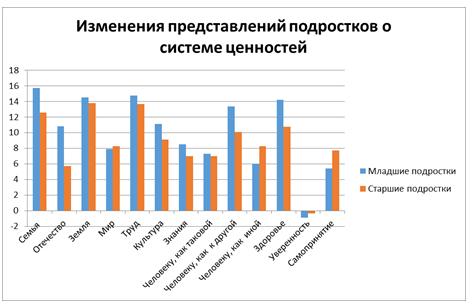 Изменения представлений подростков о
системе ценностей
18
16
14
12
10
8
6
4
2
0
-2
Семья
Отечество
Земля
Мир
Труд
Культура
Знания
Человеку, как таковой
Человеку, как  к другой
Человеку, как  иной
Здоровье
Уверенность
Самопринятие
Младшие подростки
Старшие подростки